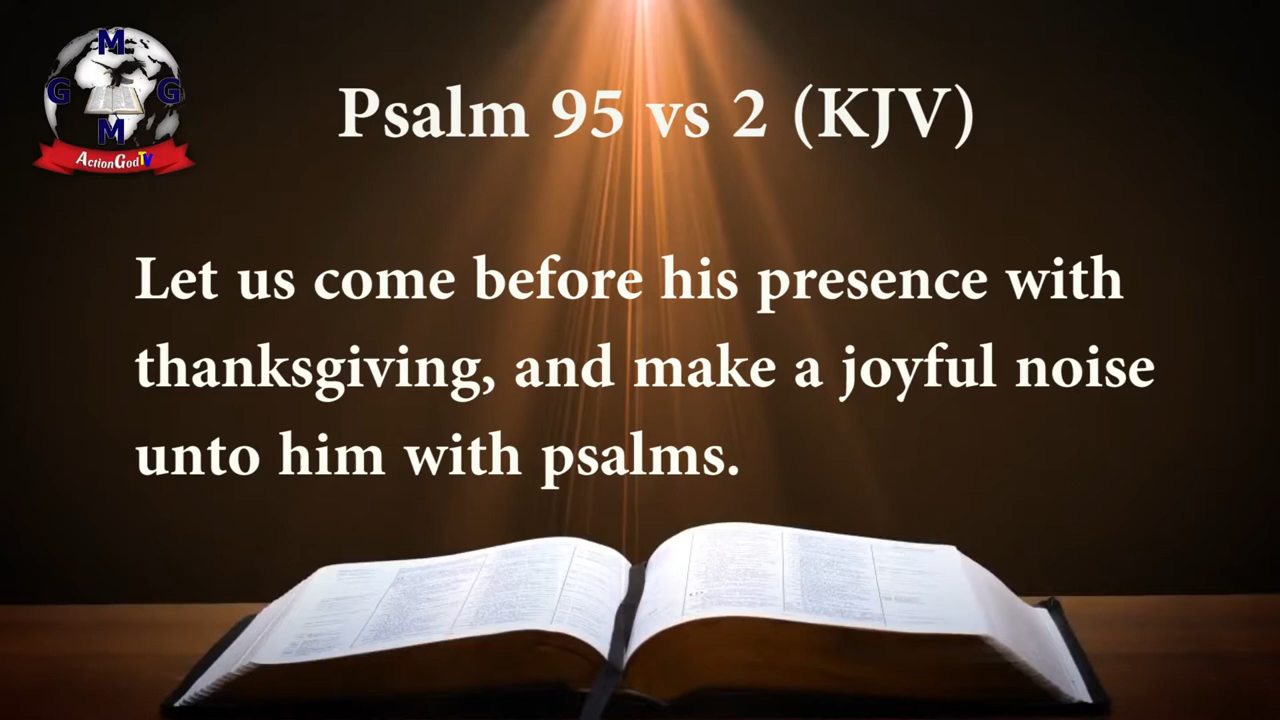 M
G G
M
ActionGodTV
Psalm 95 vs 2 (KJV)
Let us come before his presence with
thanksgiving, and make a joyful noise
unto him with psalms.